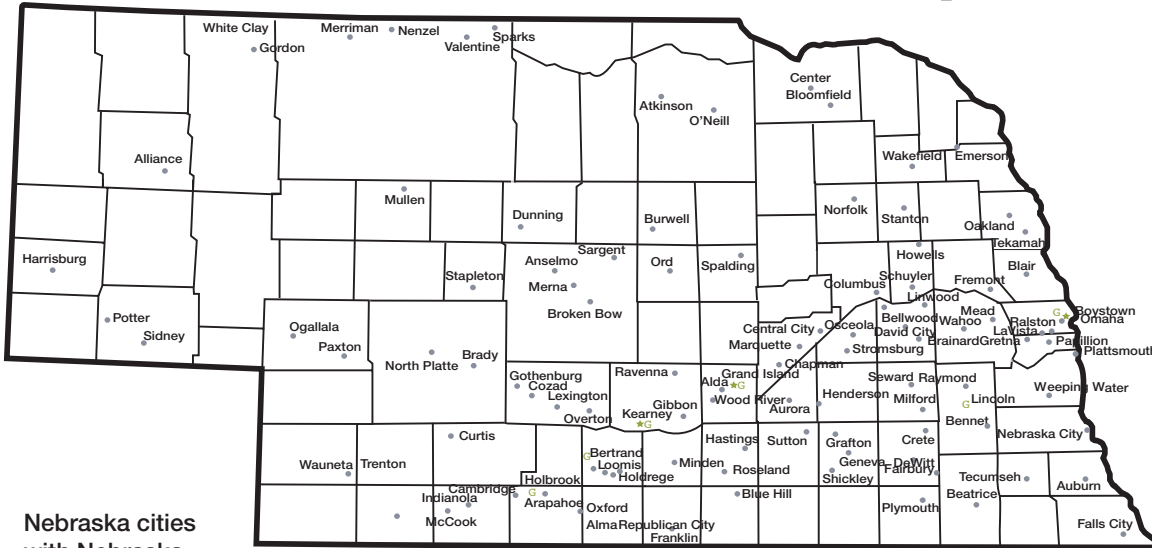 White Clay
Gordon
Merriman
Nenzel
Valentine
Sparks
Center
Bloomfield
Atkinson
O'Neill
Alliance
Wakefield
Emerson
Mullen
Dunning
Burwell
Norfolk
Stanton
Oakland
Tekamah
Harrisburg
Stapleton
Anselmo
Sargent
Merna
Broken Bow
Ord
Spalding
Howells
Columbus
Schuyler
Fremont
Blair
Linwood
Potter
Sidney
Ogallala
Paxton
North Platte
Brady
Central City
Marquette
Osceola
Stromsburg
Bellwood
David City
Brainard
Wahoo
Mead
Gretna
LaVista
Ralston
G
Boystown
Omaha
Papillion
Plattsmouth
Gothenburg
Cozad
Lexington
Overton
Ravenna
Kearney
G
Gibbon
Alda
Grand Island
G
Wood River
Chapman
Aurora
Henderson
Seward
Raymond
Milford
G
Lincoln
Bennet
Weeping Water
Nebraska City
Curtis
Wauneta
Trenton
G
Bertrand
Loomis
Holdrege
Minden
Hastings
Roseland
Sutton
Grafton
Geneva
Shickley
Crete
DeWitt
Fairbury
Tecumseh
Beatrice
Auburn
Cambridge
Indianola
McCook
Holbrook
G
Arapahoe
Oxford
Alma
Republican City
Franklin
Blue Hill
Plymouth
Falls City
Nebraska cities
with Nebraska